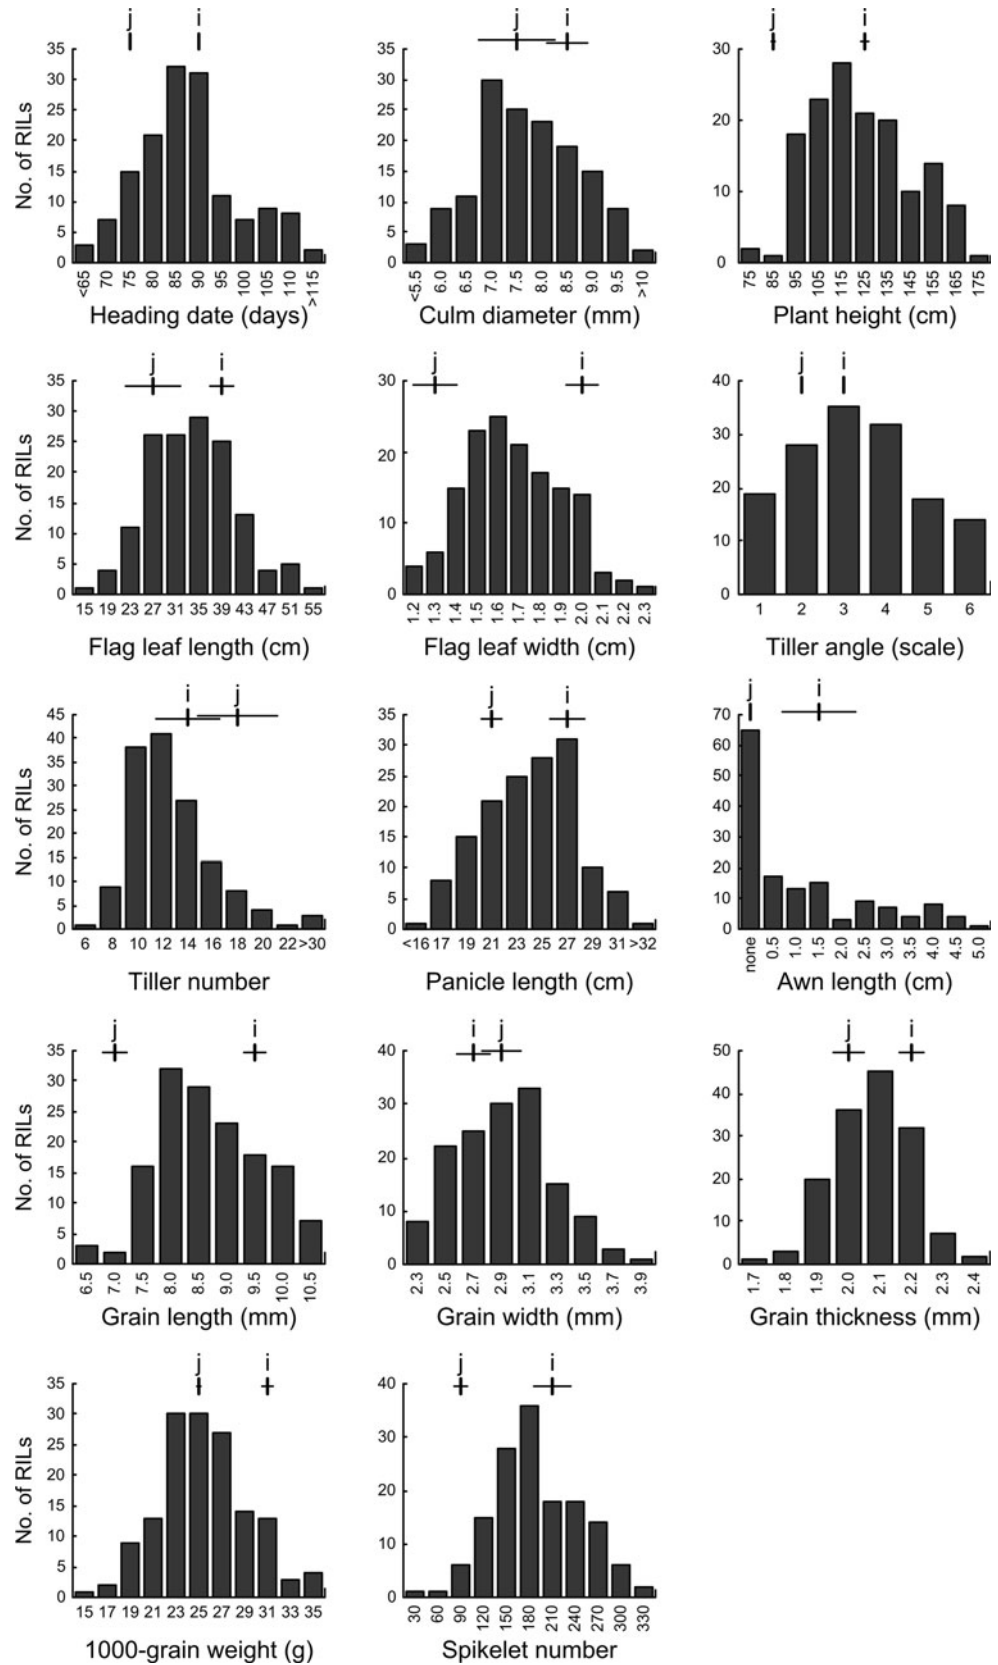 j i
35
30
25
20
15
10
5
0
No. of RILs
<65 70 75 80 85 90 95 100 105 110 >115
Heading date (days)
j i
35
30
25
20
15
10
5
0
<5.5 6.0 6.5 7.0 7.5 8.0 8.5 9.0 9.5 >10
Culm diameter (mm)
j i
30
20
10
0
75 85 95 105 115 125 135 145 155 165 175
Plant height (cm)
j i
35
30
25
20
15
10
5
0
No. of RILs
15 19 23 27 31 35 39 43 47 51 55
Flag leaf length (cm)
j i
30
20
10
0
1.2 1.3 1.4 1.5 1.6 1.7 1.8 1.9 2.0 2.1 2.2 2.3
Flag leaf width (cm)
j i
40
30
20
10
0
1 2 3 4 5 6
Tiller angle (scale)
i j
45
40
35
30
25
20
15
10
5
0
No. of RILs
6 8 10 12 14 16 18 20 22 >30
Tiller number
j i
35
30
25
20
15
10
5
0
<16 17 19 21 23 25 27 29 31 >32
Panicle length (cm)
j i
70
60
50
40
30
20
10
0
none 0.5 1.0 1.5 2.0 2.5 3.0 3.5 4.0 4.5 5.0
Awn length (cm)
j i
35
30
25
20
15
10
5
0
No. of RILs
6.5 7.0 7.5 8.0 8.5 9.0 9.5 10.0 10.5
Grain length (mm)
i j
40
30
20
10
0
2.3 2.5 2.7 2.9 3.1 3.3 3.5 3.7 3.9
Grain width (mm)
j i
50
40
30
20
10
0
1.7 1.8 1.9 2.0 2.1 2.2 2.3 2.4
Grain thickness (mm)
j i
35
30
25
20
15
10
5
0
No. of RILs
15 17 19 21 23 25 27 29 31 33 35
1000-grain weight (g)
j i
40
30
20
10
0
30 60 90 120 150 180 210 240 270 300 330
Spikelet number